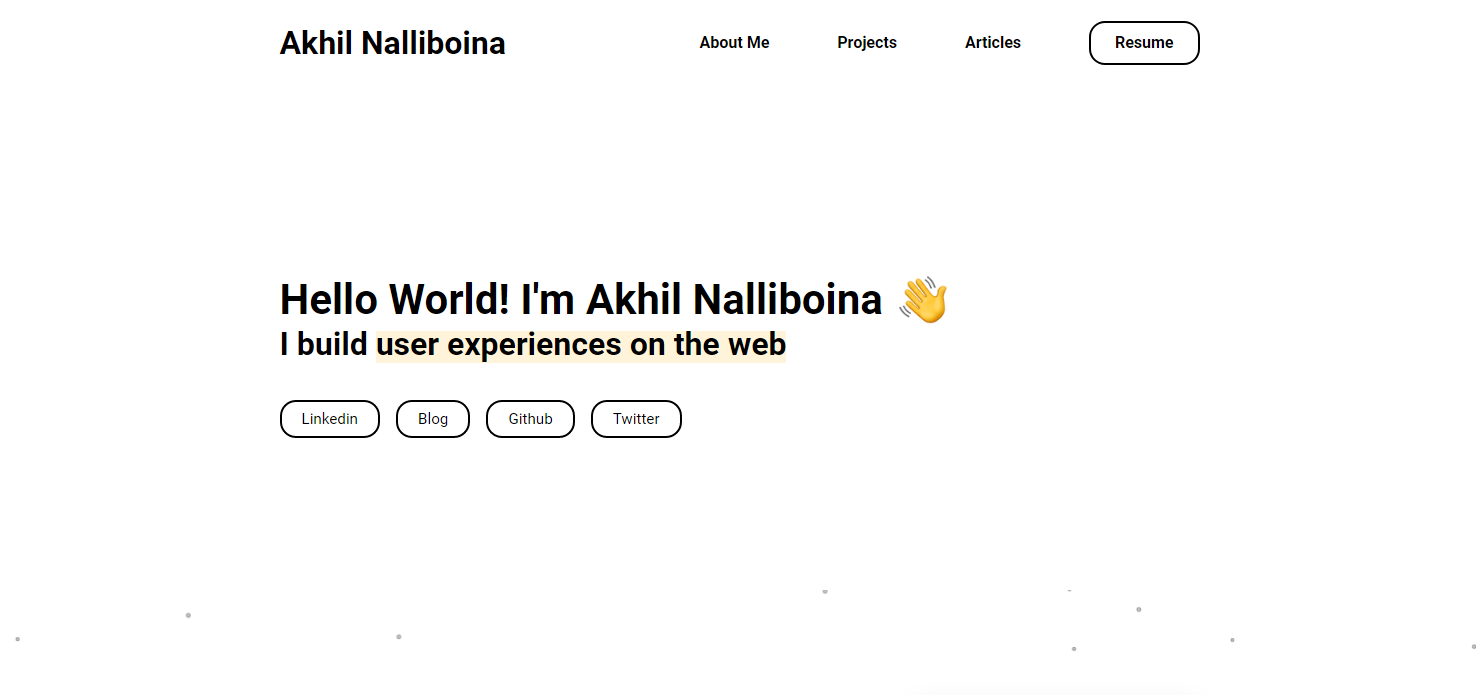 Akhil Nalliboina
About Me Projects Articles Resume
Hello World! I'm Akhil Nalliboina 👋
I build user experiences on the web
Linkedin Blog Github Twitter